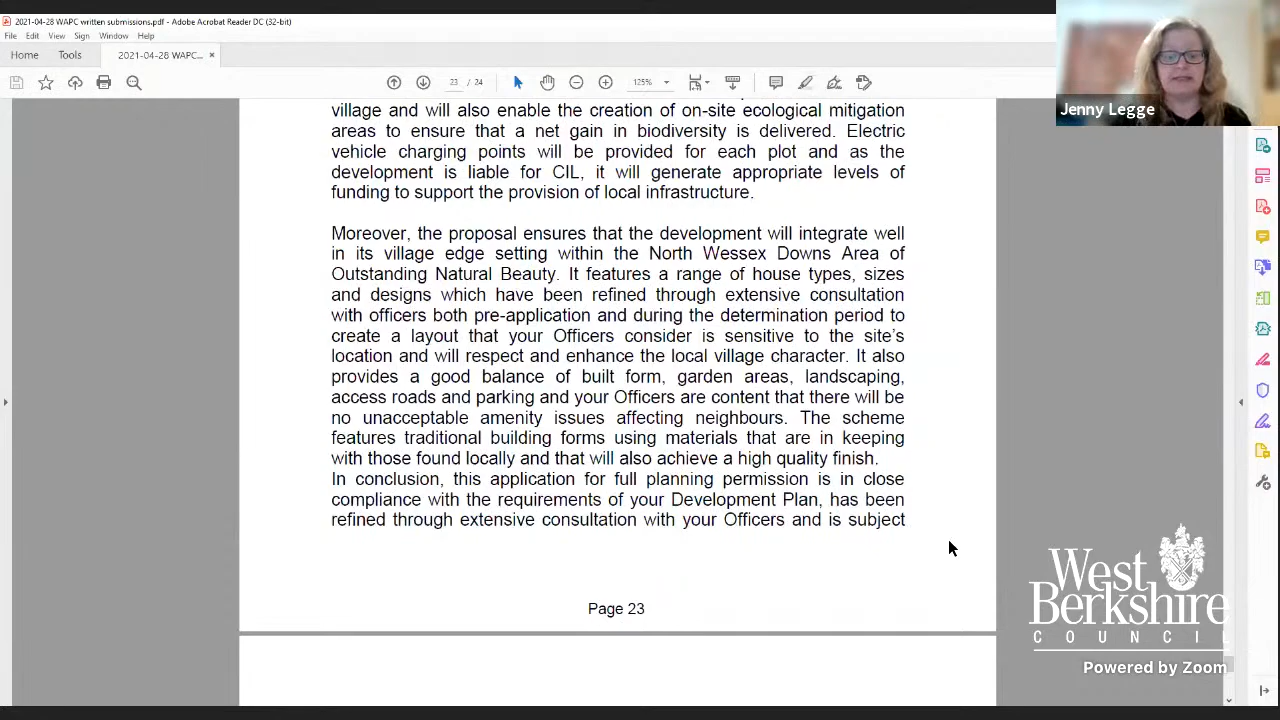 2021-04-28 WAPC written submissions.pdf - Adobe Acrobat Reader DC (32-bit)
File Edit View Sign Window Help
Home Tools 2021-04-28 WAPC... ×
23 / 24 125%
Jenny Legge
village and will also enable the creation of on-site ecological mitigation
areas to ensure that a net gain in biodiversity is delivered. Electric
vehicle charging points will be provided for each plot and as the
development is liable for CIL, it will generate appropriate levels of
funding to support the provision of local infrastructure.
Moreover, the proposal ensures that the development will integrate well
in its village edge setting within the North Wessex Downs Area of
Outstanding Natural Beauty. It features a range of house types, sizes
and designs which have been refined through extensive consultation
with officers both pre-application and during the determination period to
create a layout that your Officers consider is sensitive to the site's
location and will respect and enhance the local village character. It also
provides a good balance of built form, garden areas, landscaping,
access roads and parking and your Officers are content that there will be
no unacceptable amenity issues affecting neighbours. The scheme
features traditional building forms using materials that are in keeping
with those found locally and that will also achieve a high quality finish.
In conclusion, this application for full planning permission is in close
compliance with the requirements of your Development Plan, has been
refined through extensive consultation with your Officers and is subject
Page 23
West
Berkshire
COUNCIL
Powered by Zoom